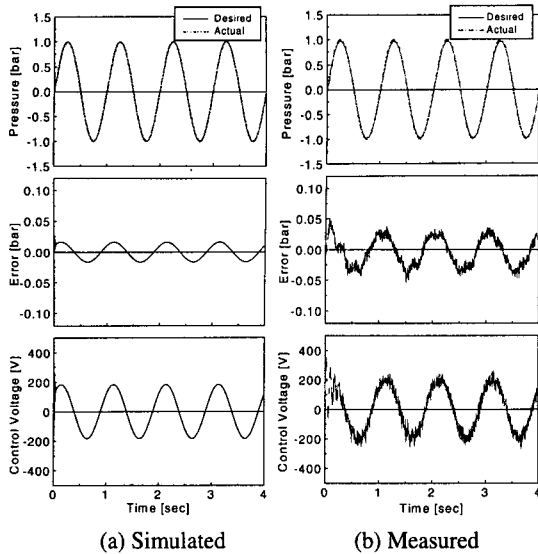 Desired
Actual
Pressure [bar]
1.5
1.0
0.5
0.0
-0.5
-1.0
-1.5
Error [bar]
0.10
0.05
0.00
-0.05
-0.10
Control Voltage [V]
400
200
0
-200
-400
0 1 2 3 4
Time [sec]
(a) Simulated
Desired
Actual
Pressure [bar]
1.5
1.0
0.5
0.0
-0.5
-1.0
-1.5
Error [bar]
0.10
0.05
0.00
-0.05
-0.10
Control Voltage [V]
400
200
0
-200
-400
0 1 2 3 4
Time [sec]
(b) Measured